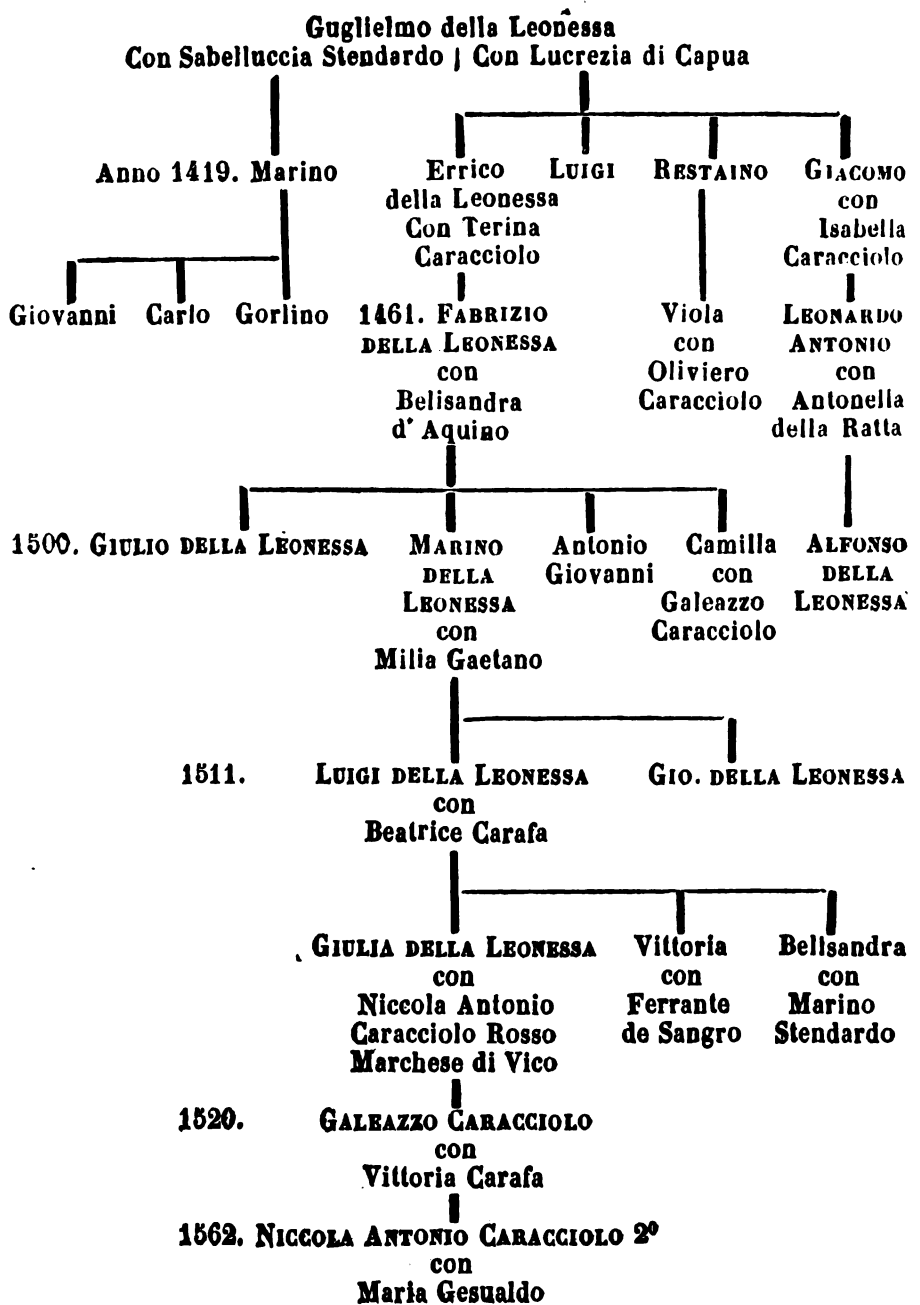 Guglielmo della Leonessa
Con Sabelluccia Stendardo | Con Lucrezia di Capua
Anno 1419. Marino
Errico
della Leonessa
Con Terina
Caracciolo
LUIGI
RESTAINO
GIACOMO
con
Isabella
Caracciolo
Giovanni Carlo Gorlino
1461. FABRIZIO
DELLA LEONESSA
con
Belisandra
d' Aquino
Viola
con
Oliviero
Caracciolo
LEONARDO
ANTONIO
con
Antonella
della Ratta
1500. GIULIO DELLA LEONESSA
MARINO
DELLA
LEONESSA
con
Milia Gaetano
Antonio
Giovanni
Camilla
con
Galeazzo
Caracciolo
ALFONSO
DELLA
LEONESSA
1511. LUIGI DELLA LEONESSA
con
Beatrice Carafa
GIO. DELLA LEONESSA
GIULIA DELLA LEONESSA
con
Niccola Antonio
Caracciolo Rosso
Marchese di Vico
Vittoria
con
Ferrante
de Sangro
Belisandra
con
Marino
Stendardo
1520. GALEAZZO CARACCIOLO
con
Vittoria Carafa
1562. NICCOLA ANTONIO CARACCIOLO 2º
con
Maria Gesualdo